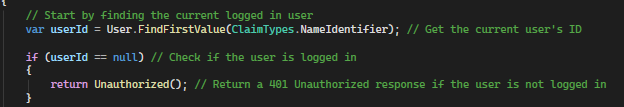 {
// Start by finding the current logged in user
var userId = User.FindFirstValue(ClaimTypes.NameIdentifier); // Get the current user's ID
if (userId == null) // Check if the user is logged in
{
return Unauthorized(); // Return a 401 Unauthorized response if the user is not logged in
}